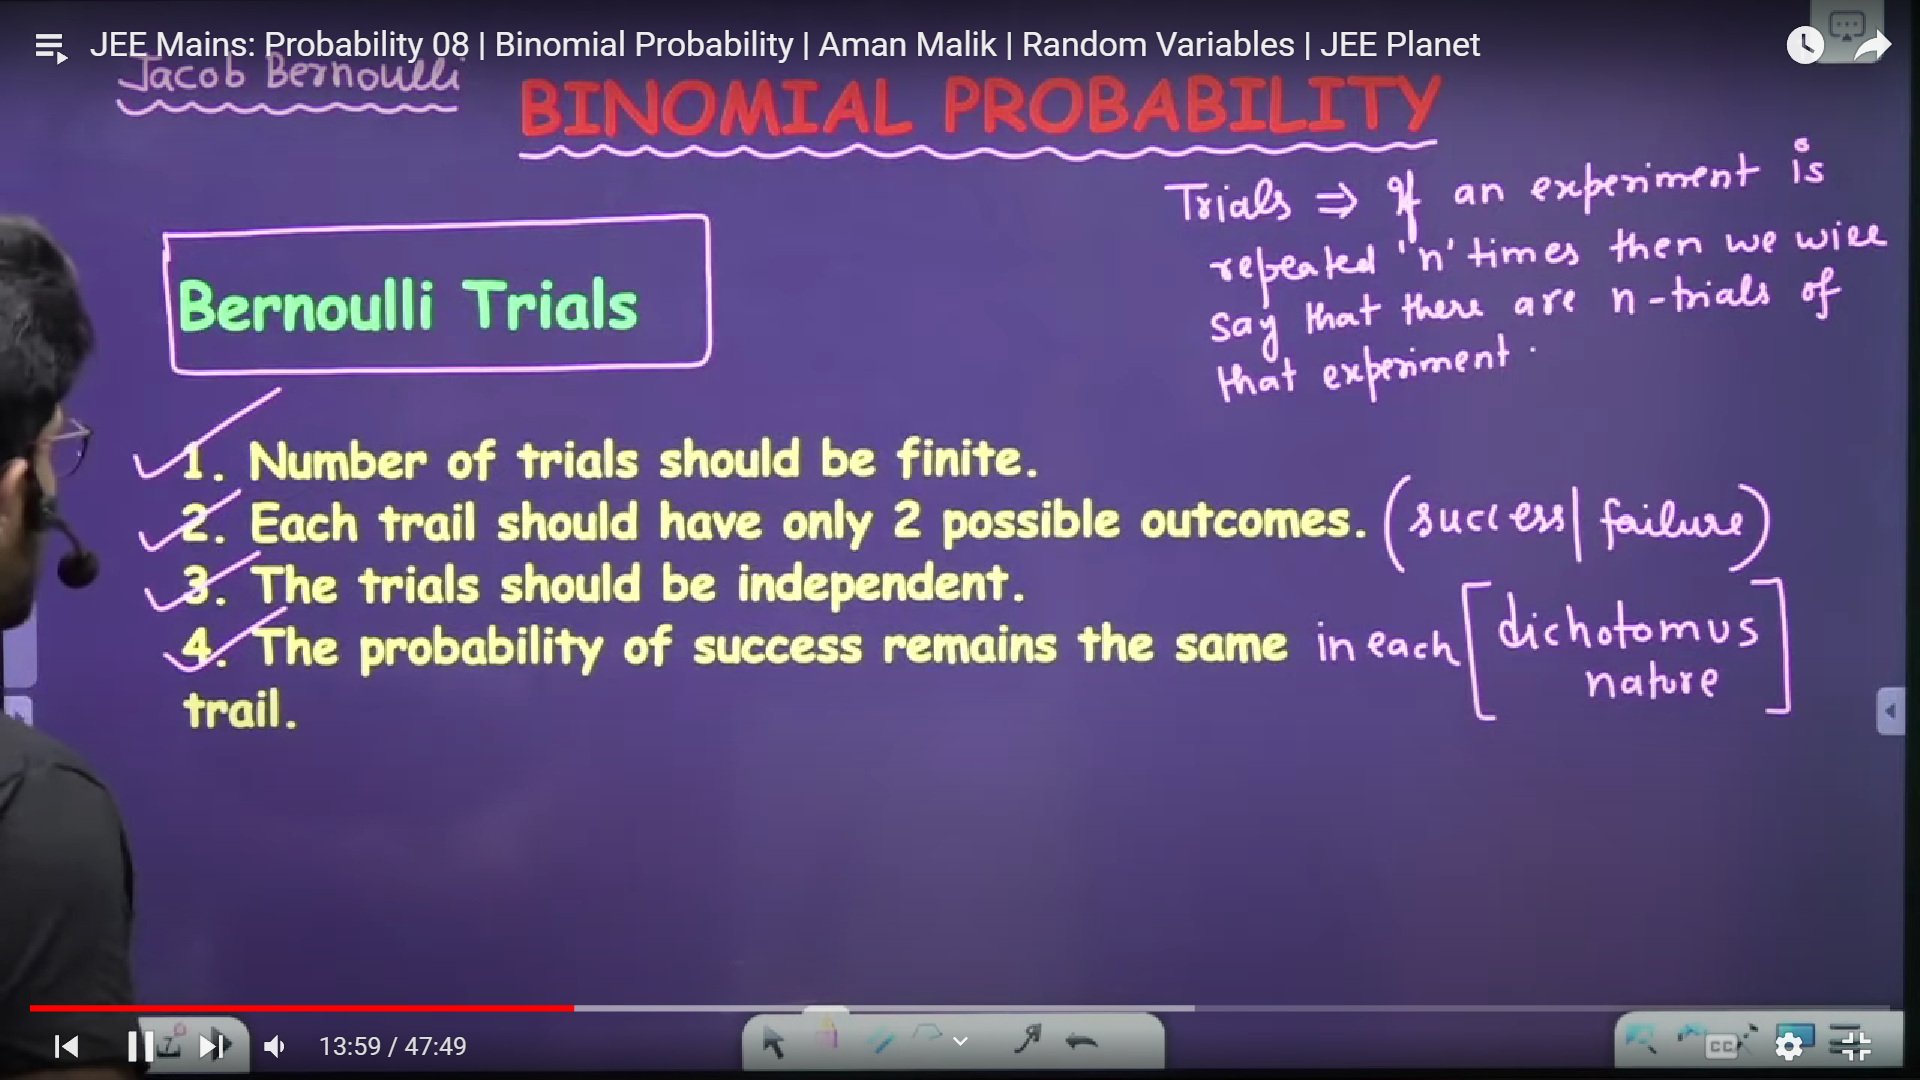 JEE Mains: Probability 08 | Binomial Probability | Aman Malik | Random Variables | JEE Planet
Jacob Bernoulli
BINOMIAL PROBABILITY
Trials ⇒ If an experiment is
repeated 'n' times then we will
say that there are n-trials of
that experiment.
Bernoulli Trials
1. Number of trials should be finite.
2. Each trail should have only 2 possible outcomes. (success | failure)
3. The trials should be independent.
4. The probability of success remains the same in each [dichotomus
nature]
trail.
13:59 / 47:49
CC